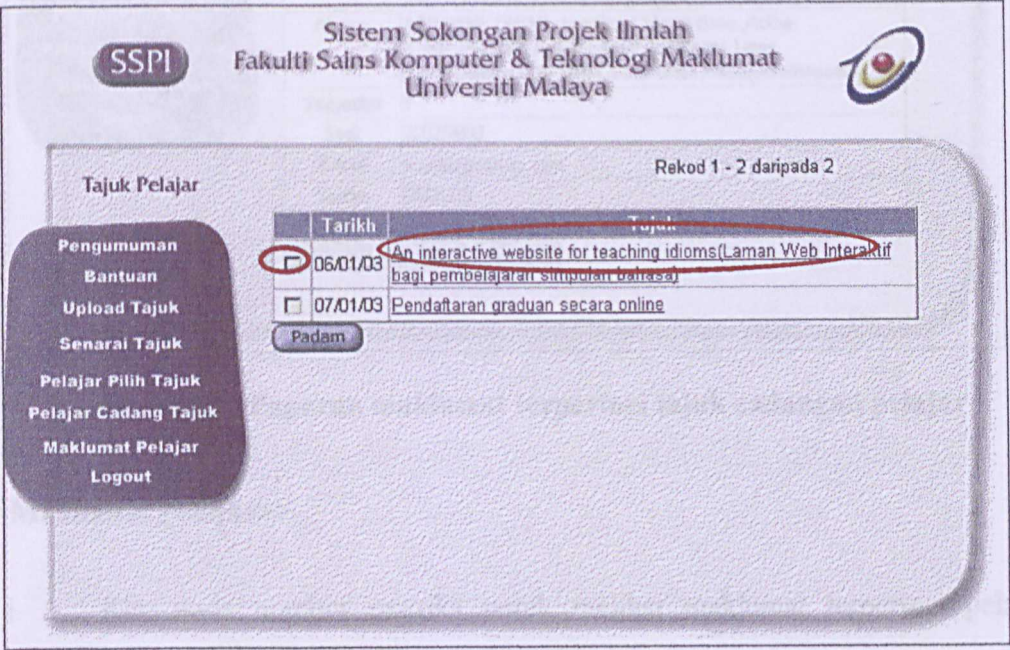 SSPI
Sistem Sokongan Projek Ilmiah
Fakulti Sains Komputer & Teknologi Maklumat
Universiti Malaya
Tajuk Pelajar
Rekod 1 - 2 daripada 2
Pengumuman
Bantuan
Upload Tajuk
Senarai Tajuk
Pelajar Pilih Tajuk
Pelajar Cadang Tajuk
Maklumat Pelajar
Logout
Tarikh Tajuk
06/01/03 An interactive website for teaching idioms(Laman Web Interaktif
bagi pembelajaran simpulan bahasa)
07/01/03 Pendaftaran graduan secara online
Padam